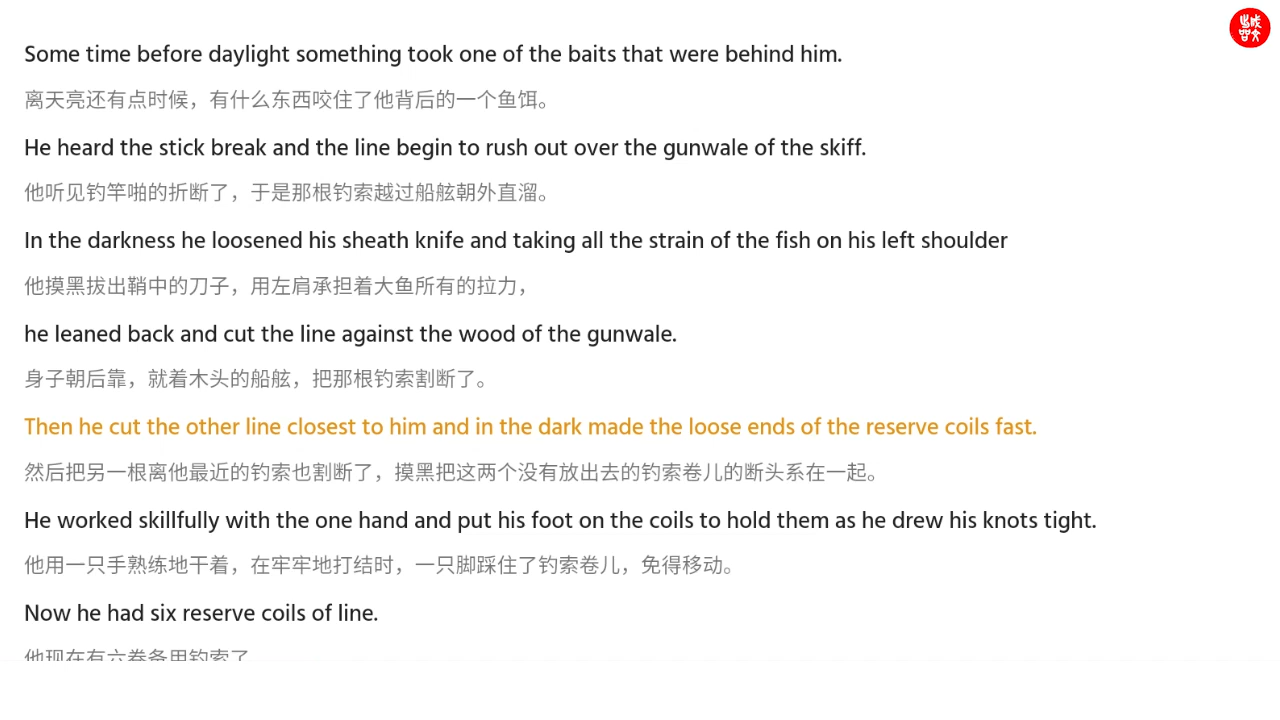 Some time before daylight something took one of the baits that were behind him.
离天亮还有点时候，有什么东西咬住了他背后的一个鱼饵。
He heard the stick break and the line begin to rush out over the gunwale of the skiff.
他听见钓竿啪的折断了，于是那根钓索越过船舷朝外直溜。
In the darkness he loosened his sheath knife and taking all the strain of the fish on his left shoulder
他摸黑拔出鞘中的刀子，用左肩承担着大鱼所有的拉力，
he leaned back and cut the line against the wood of the gunwale.
身子朝后靠，就着木头的船舷，把那根钓索割断了。
Then he cut the other line closest to him and in the dark made the loose ends of the reserve coils fast.
然后把另一根离他最近的钓索也割断了，摸黑把这两个没有放出去的钓索卷儿的断头系在一起。
He worked skillfully with the one hand and put his foot on the coils to hold them as he drew his knots tight.
他用一只手熟练地干着，在牢牢地打结时，一只脚踩住了钓索卷儿，免得移动。
Now he had six reserve coils of line.
他现在有六卷备用钓索了